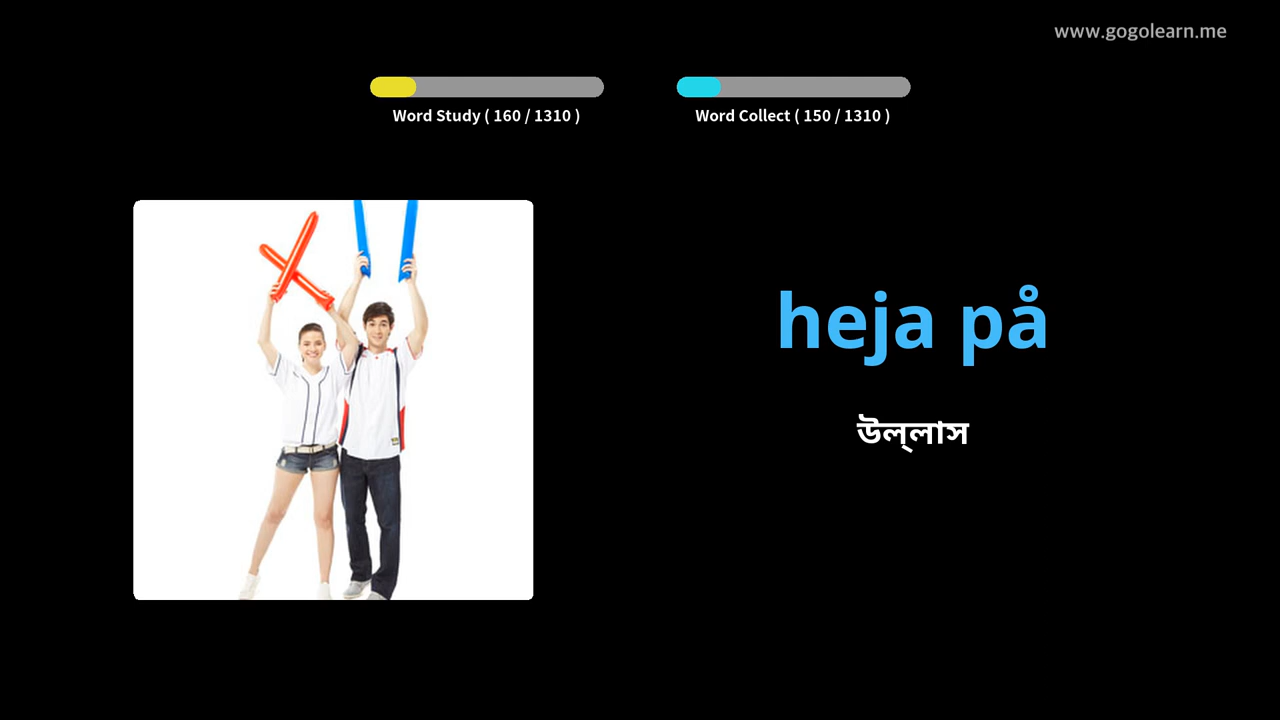 www.gogolearn.me
Word Study ( 160 / 1310 )
Word Collect ( 150 / 1310 )
heja på
উল্‌লাস